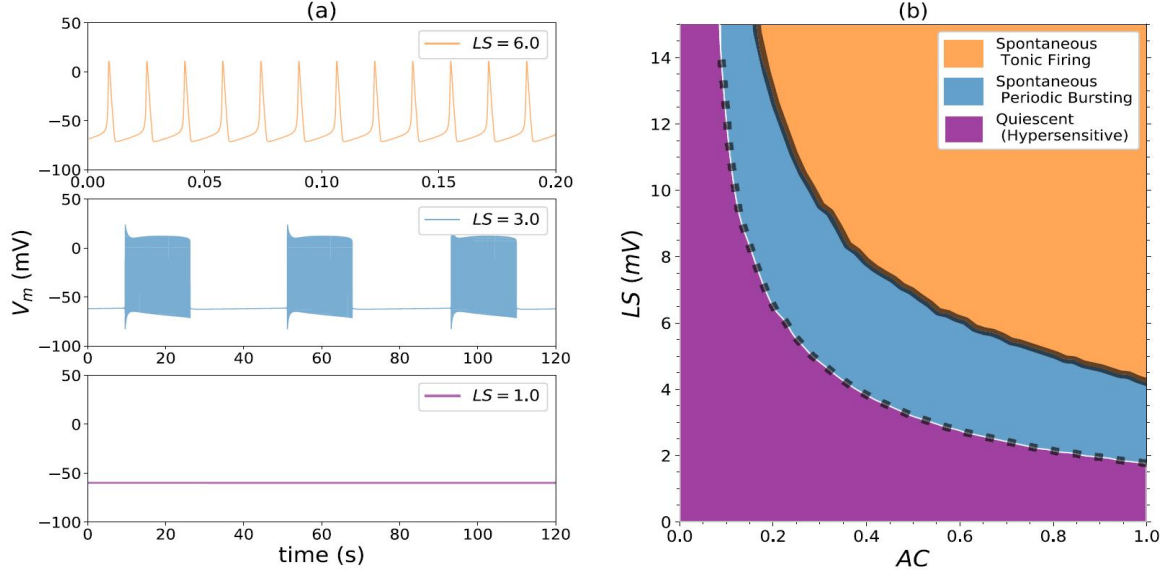 (a)
50
0
−50
−100
LS = 6.0
0.00 0.05 0.10 0.15 0.20
50
0
−50
−100
LS = 3.0
0 20 40 60 80 100 120
50
0
−50
−100
LS = 1.0
0 20 40 60 80 100 120
V_m (mV)
time (s)
(b)
14
12
10
8
6
4
2
0
LS (mV)
Spontaneous
Tonic Firing
Spontaneous
Periodic Bursting
Quiescent
(Hypersensitive)
0.0 0.2 0.4 0.6 0.8 1.0
AC